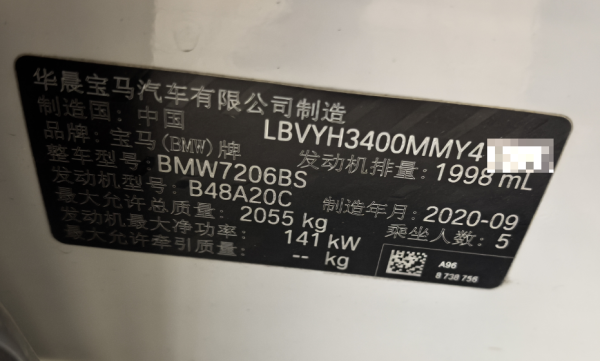 华晨宝马汽车有限公司制造
制造国: 中国 LBVYH3400MMY4
品牌: 宝马(BMW)牌 发动机排量: 1998 mL
整车型号: BMW7206BS
发动机型号: B48A20C 制造年月: 2020-09
最大允许总质量: 2055 kg 乘坐人数: 5
发动机最大净功率: 141 kW
最大允许牵引质量: -- kg
A96
8 738 756